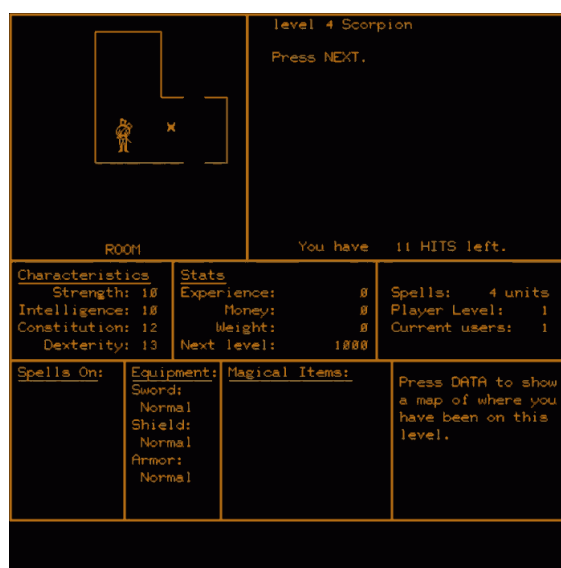 level 4 Scorpion
Press NEXT.
ROOM
You have 11 HITS left.
Characteristics
Strength: 10
Intelligence: 10
Constitution: 12
Dexterity: 13
Stats
Experience: 0
Money: 0
Weight: 0
Next level: 1000
Spells: 4 units
Player Level: 1
Current users: 1
Spells On:
Equipment:
Sword:
Normal
Shield:
Normal
Armor:
Normal
Magical Items:
Press DATA to show
a map of where you
have been on this
level.